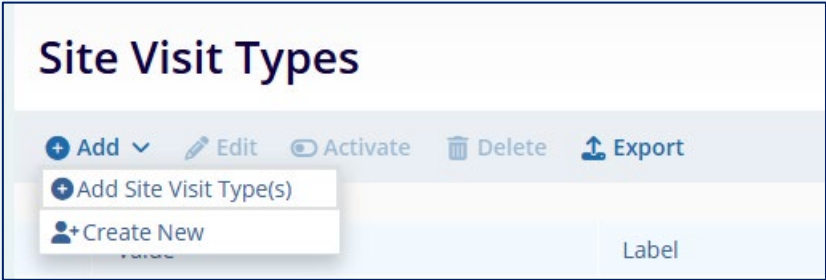 Site Visit Types
Add Edit Activate Delete Export
Add Site Visit Type(s)
Create New
Label